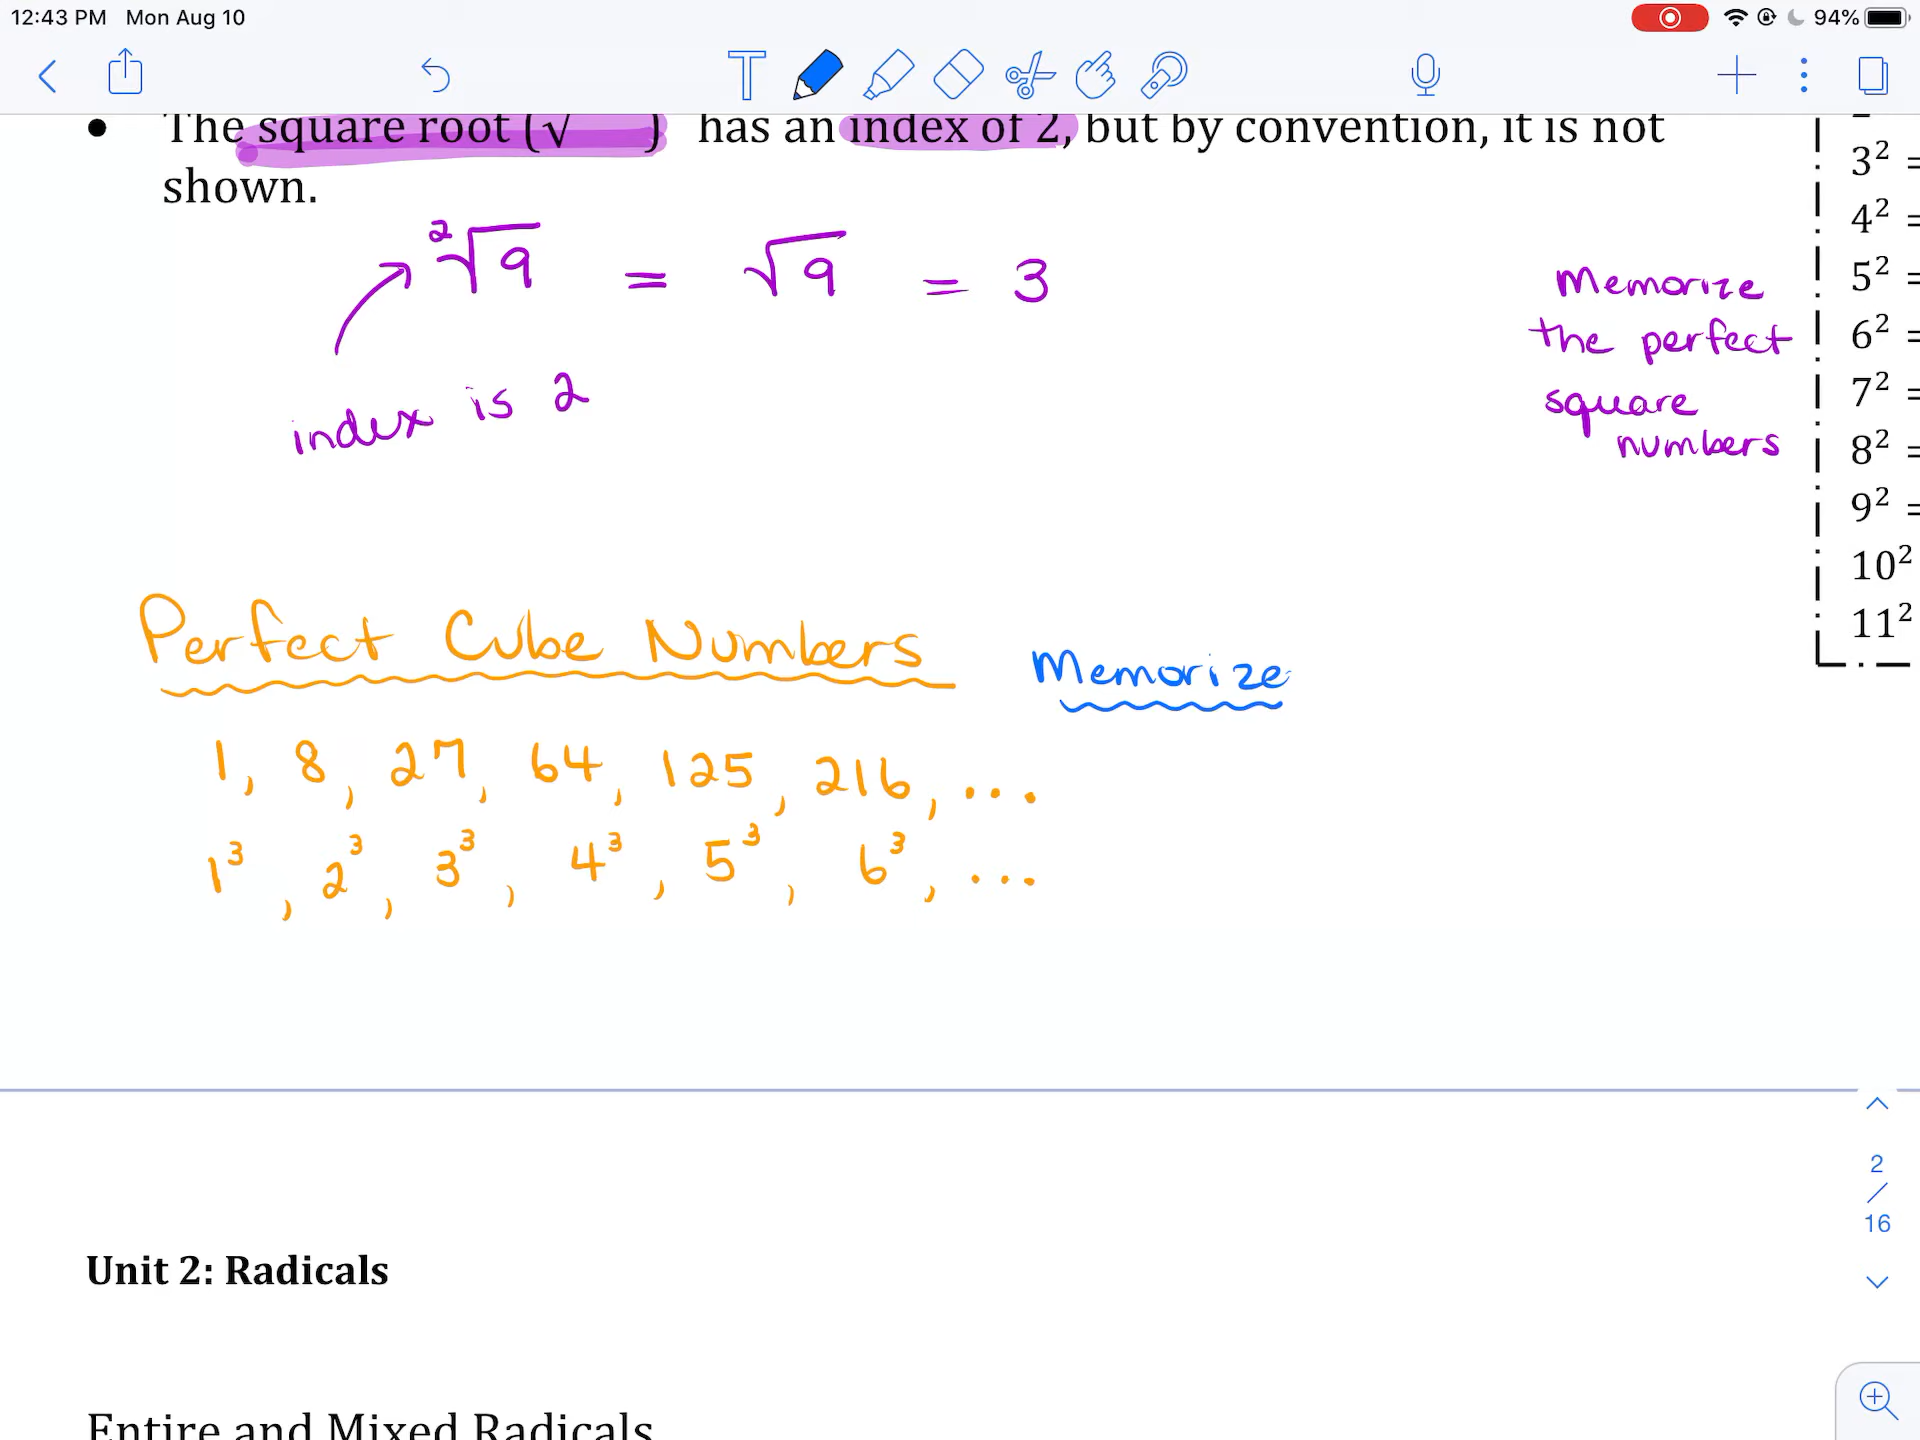 12:43 PM Mon Aug 10
94%
• The square root (√ ) has an index of 2, but by convention, it is not
shown.
²√9 = √9 = 3
index is 2
Memorize
the perfect
square
numbers
3² =
4² =
5² =
6² =
7² =
8² =
9² =
10²
11²
Perfect Cube Numbers
Memorize
1, 8, 27, 64, 125, 216, ...
1³, 2³, 3³, 4³, 5³, 6³, ...
2
/
16
Unit 2: Radicals
Entire and Mixed Radicals